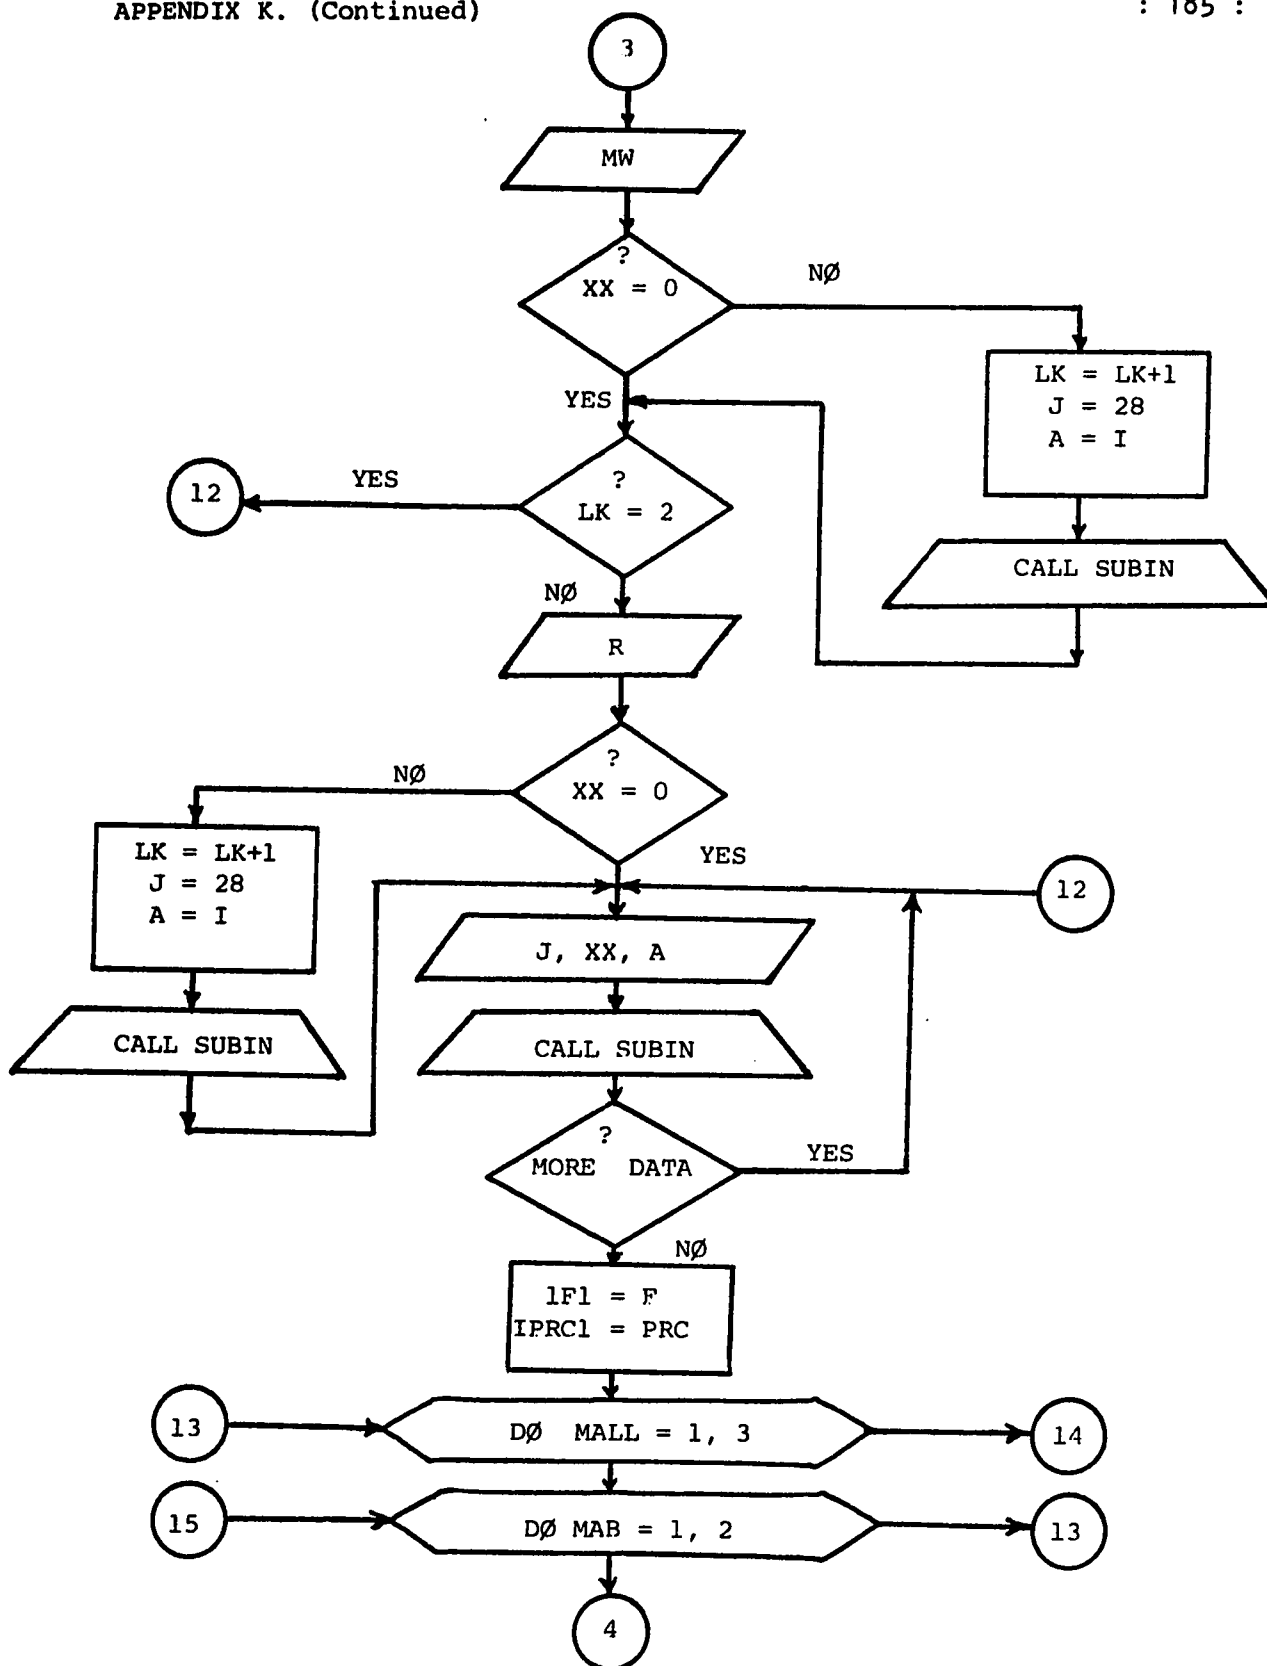 APPENDIX K. (Continued)
: 185 :
3
MW
?
XX = 0
NØ
LK = LK+1
J = 28
A = I
YES
CALL SUBIN
?
LK = 2
YES
12
NØ
R
?
XX = 0
NØ
YES
LK = LK+1
J = 28
A = I
12
J, XX, A
CALL SUBIN
CALL SUBIN
?
MORE DATA
YES
NØ
1F1 = F
IPRC1 = PRC
13
DØ MALL = 1, 3
14
15
DØ MAB = 1, 2
13
4